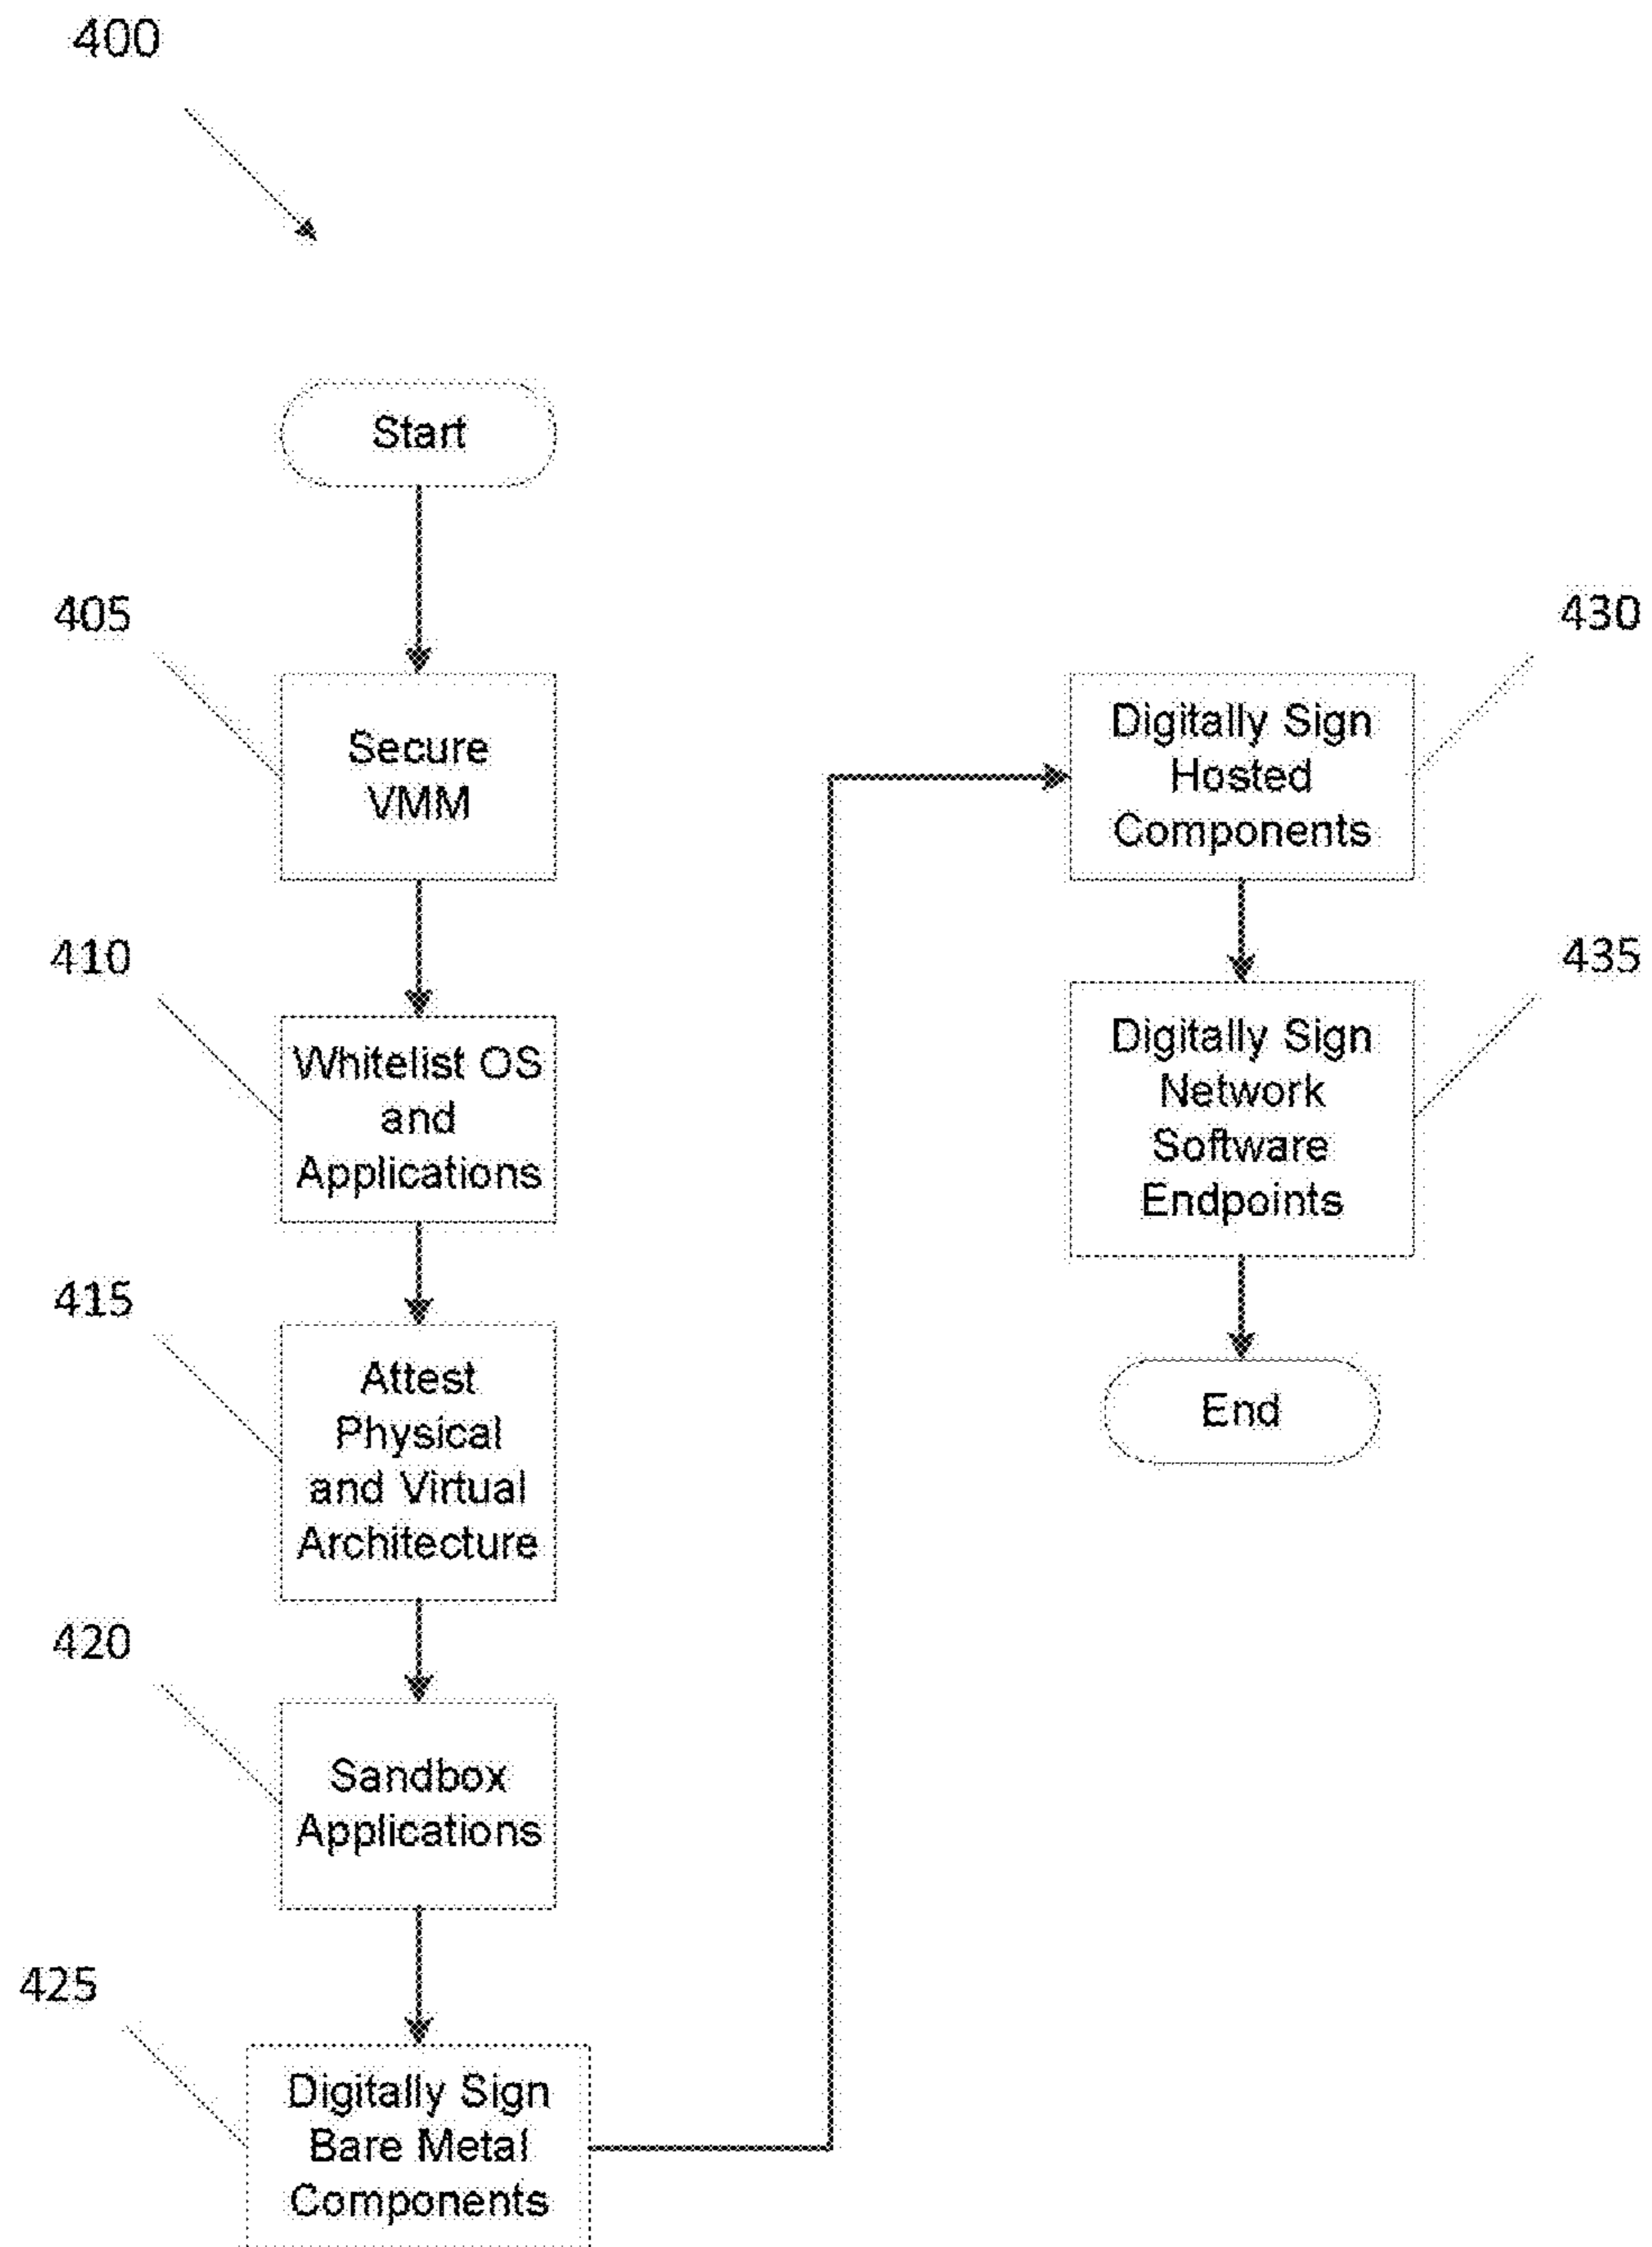 400
Start
405
Secure
VMM
410
Whitelist OS
and
Applications
415
Attest
Physical
and Virtual
Architecture
420
Sandbox
Applications
425
Digitally Sign
Bare Metal
Components
430
Digitally Sign
Hosted
Components
435
Digitally Sign
Network
Software
Endpoints
End